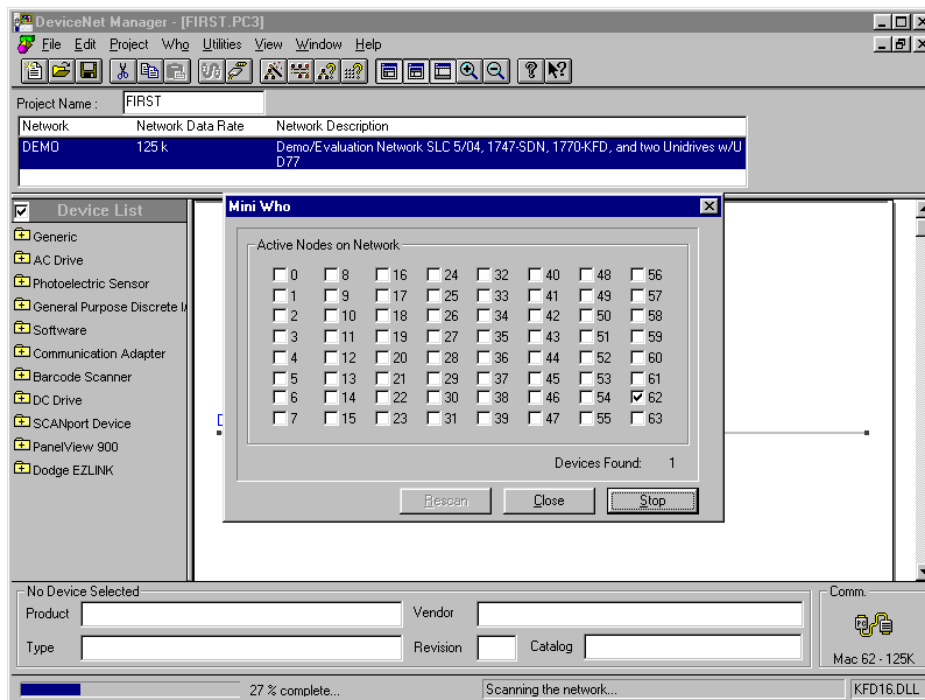 DeviceNet Manager - [FIRST.PC3]
File Edit Project Who Utilities View Window Help
Project Name : FIRST
Network Network Data Rate Network Description
DEMO 125 k Demo/Evaluation Network SLC 5/04, 1747-SDN, 1770-KFD, and two Unidrives w/U
D77
Device List
Generic
AC Drive
Photoelectric Sensor
General Purpose Discrete I/
Software
Communication Adapter
Barcode Scanner
DC Drive
SCANport Device
PanelView 900
Dodge EZLINK
Mini Who
Active Nodes on Network
0 8 16 24 32 40 48 56
1 9 17 25 33 41 49 57
2 10 18 26 34 42 50 58
3 11 19 27 35 43 51 59
4 12 20 28 36 44 52 60
5 13 21 29 37 45 53 61
6 14 22 30 38 46 54 62
7 15 23 31 39 47 55 63
Devices Found: 1
Rescan Close Stop
No Device Selected
Product Vendor
Type Revision Catalog
Comm.
PC
Mac 62 - 125K
27 % complete... Scanning the network... KFD16.DLL